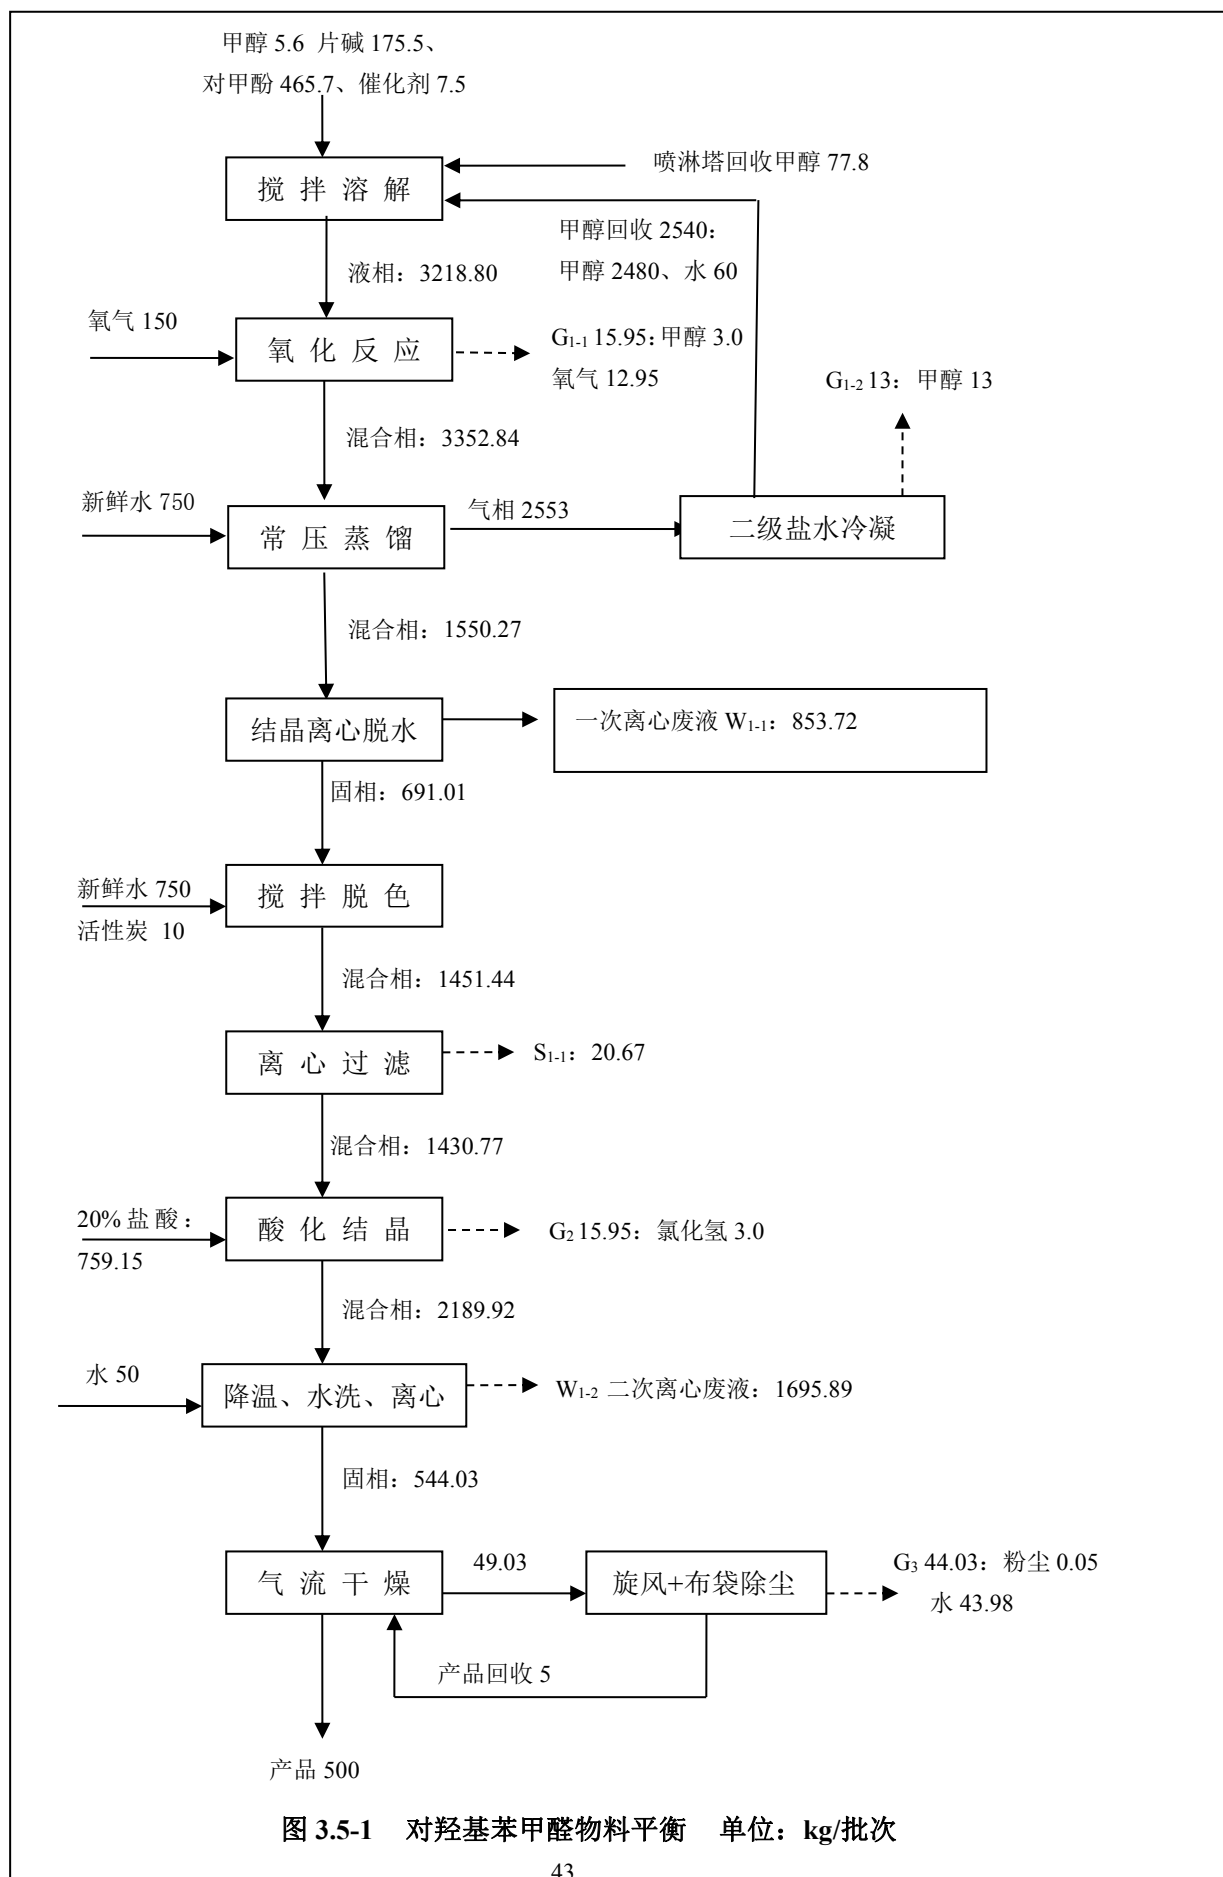 甲醇 5.6 片碱 175.5、
对甲酚 465.7、催化剂 7.5
喷淋塔回收甲醇 77.8
搅拌溶解
甲醇回收 2540：
甲醇 2480、水 60
液相：3218.80
氧气 150
氧化反应
G1-1 15.95：甲醇 3.0
氧气 12.95
G1-2 13：甲醇 13
混合相：3352.84
新鲜水 750
常压蒸馏
气相 2553
二级盐水冷凝
混合相：1550.27
结晶离心脱水
一次离心废液 W1-1：853.72
固相：691.01
新鲜水 750
活性炭 10
搅拌脱色
混合相：1451.44
离心过滤
S1-1：20.67
混合相：1430.77
20%盐酸：
759.15
酸化结晶
G2 15.95：氯化氢 3.0
混合相：2189.92
水 50
降温、水洗、离心
W1-2 二次离心废液：1695.89
固相：544.03
气流干燥
49.03
旋风+布袋除尘
G3 44.03：粉尘 0.05
水 43.98
产品回收 5
产品 500
图 3.5-1 对羟基苯甲醛物料平衡 单位：kg/批次
43